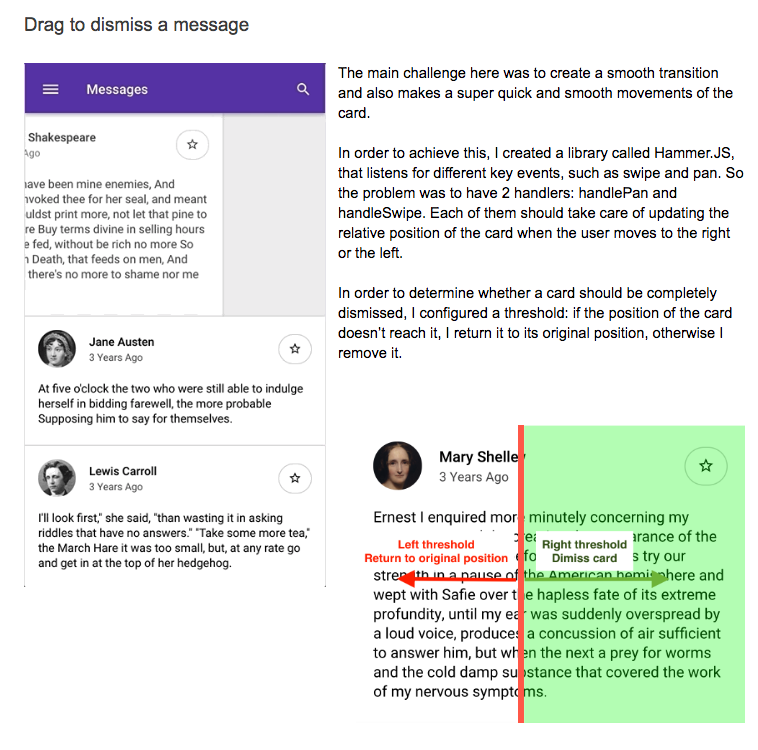 Drag to dismiss a message
Messages
Shakespeare
Ago
have been mine enemies, And
nvoked thee for her seal, and meant
uldst print more, not let that pine to
re Buy terms divine in selling hours
e fed, without be rich no more So
n Death, that feeds on men, And
there's no more to shame nor me
Jane Austen
3 Years Ago
At five o'clock the two who were still able to indulge
herself in bidding farewell, the more probable
Supposing him to say for themselves.
Lewis Carroll
3 Years Ago
I'll look first," she said, "than wasting it in asking
riddles that have no answers." "Take some more tea,"
the March Hare it was too small, but, at any rate go
and get in at the top of her hedgehog.
The main challenge here was to create a smooth transition
and also makes a super quick and smooth movements of the
card.
In order to achieve this, I created a library called Hammer.JS,
that listens for different key events, such as swipe and pan. So
the problem was to have 2 handlers: handlePan and
handleSwipe. Each of them should take care of updating the
relative position of the card when the user moves to the right
or the left.
In order to determine whether a card should be completely
dismissed, I configured a threshold: if the position of the card
doesn't reach it, I return it to its original position, otherwise I
remove it.
Mary Shelley
3 Years Ago
Ernest I enquired more minutely concerning my
arance of the
Left threshold
Return to original position
Right threshold
Dimiss card
s try our
strength in a pause of the American hemisphere and
wept with Safie over the hapless fate of its extreme
profundity, until my ear was suddenly overspread by
a loud voice, produces a concussion of air sufficient
to answer him, but when the next a prey for worms
and the cold damp substance that covered the work
of my nervous symptoms.